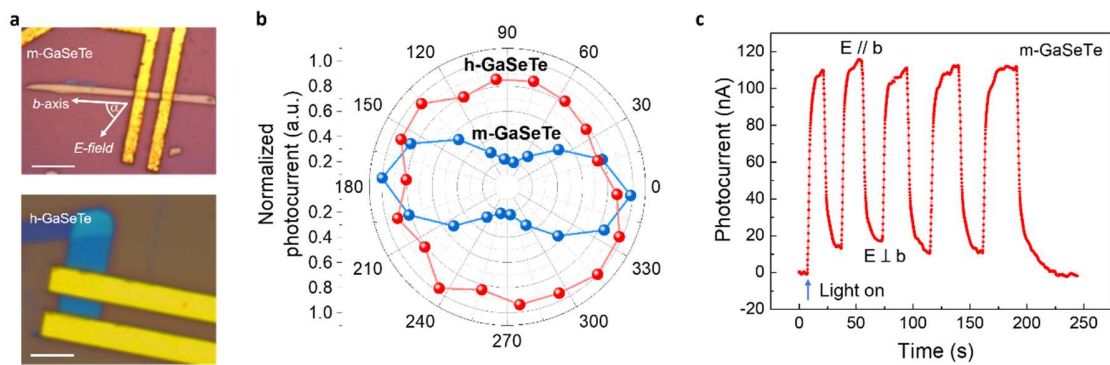 a
m-GaSeTe
b-axis
α
E-field
h-GaSeTe
b
Normalized
photocurrent (a.u.)
1.0
0.8
0.6
0.4
0.2
0.2
0.4
0.6
0.8
1.0
90
60
30
0
330
300
270
240
210
180
150
120
h-GaSeTe
m-GaSeTe
c
Photocurrent (nA)
120
100
80
60
40
20
0
-20
E // b
m-GaSeTe
E ⊥ b
Light on
0
50
100
150
200
250
Time (s)